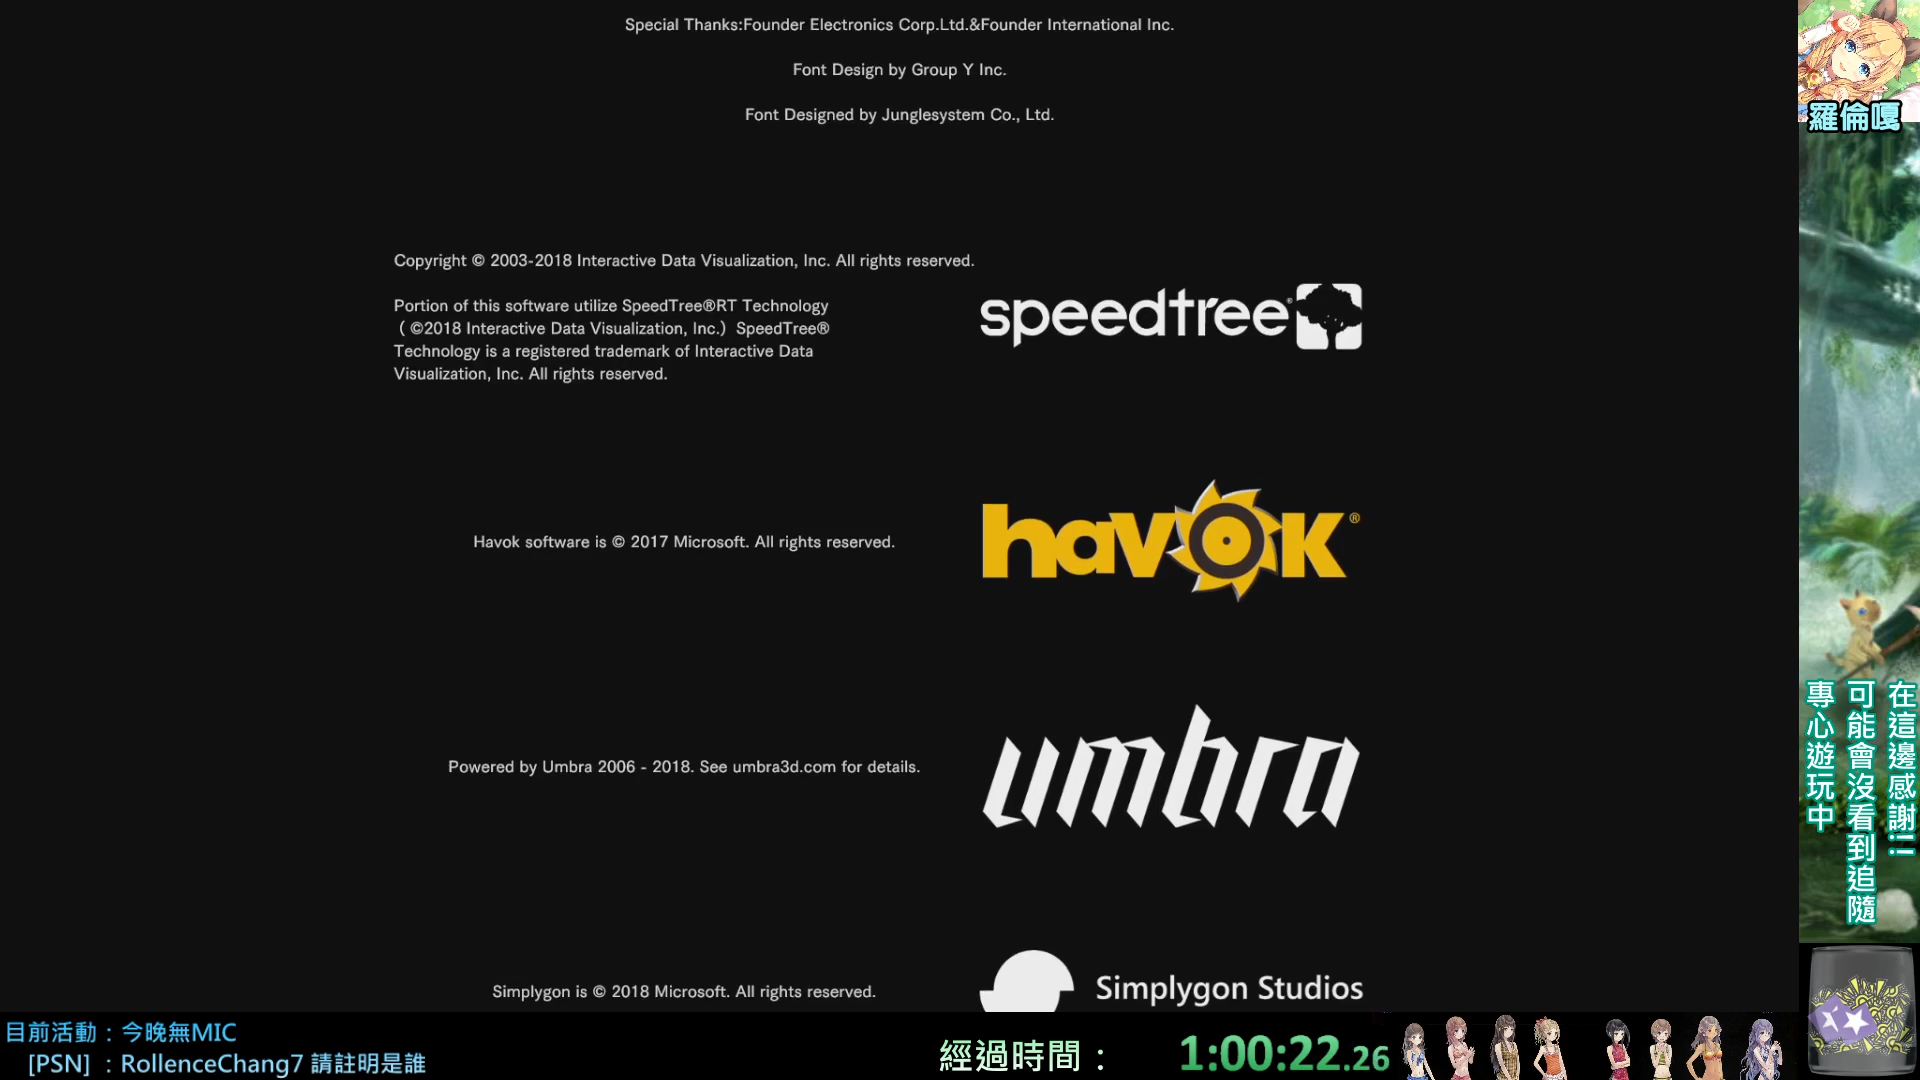 Special Thanks:Founder Electronics Corp.Ltd.&Founder International Inc.
Font Design by Group Y Inc.
Font Designed by Junglesystem Co., Ltd.
Copyright © 2003-2018 Interactive Data Visualization, Inc. All rights reserved.
Portion of this software utilize SpeedTree®RT Technology
( ©2018 Interactive Data Visualization, Inc.) SpeedTree®
Technology is a registered trademark of Interactive Data
Visualization, Inc. All rights reserved.
speedtree®
Havok software is © 2017 Microsoft. All rights reserved.
havok®
Powered by Umbra 2006 - 2018. See umbra3d.com for details.
umbra
Simplygon is © 2018 Microsoft. All rights reserved.
Simplygon Studios
羅倫嘎
在這邊感謝!!
可能會沒看到追隨
專心遊玩中
目前活動：今晚無MIC
[PSN] ：RollenceChang7 請註明是誰
經過時間： 1:00:22.26